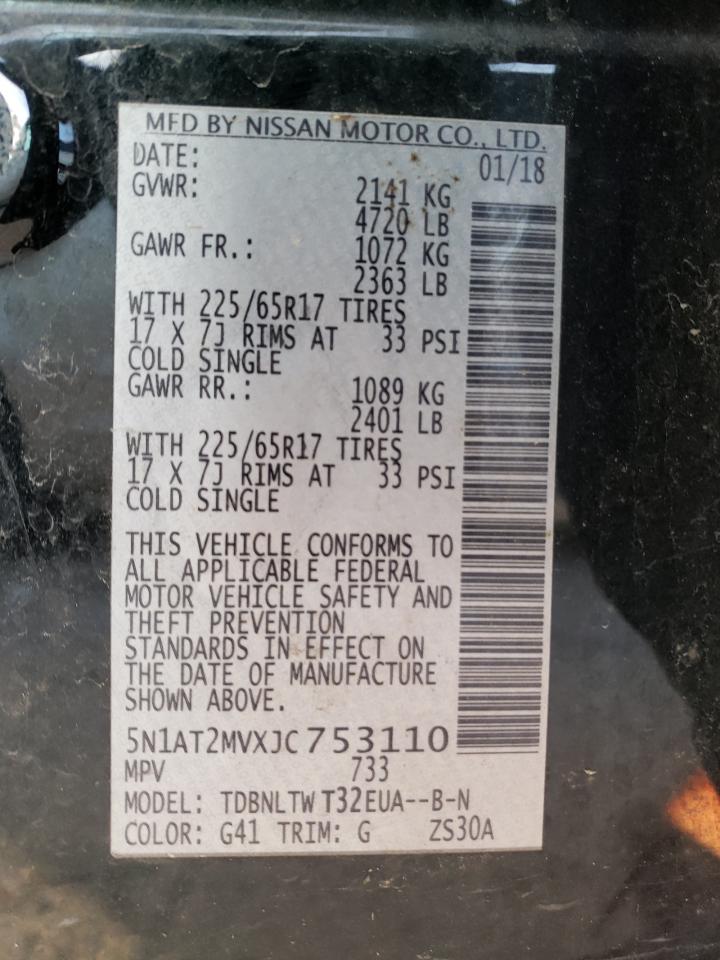 MFD BY NISSAN MOTOR CO., LTD.
DATE: 01/18
GVWR: 2141 KG
4720 LB
GAWR FR.: 1072 KG
2363 LB
WITH 225/65R17 TIRES
17 X 7J RIMS AT 33 PSI
COLD SINGLE
GAWR RR.: 1089 KG
2401 LB
WITH 225/65R17 TIRES
17 X 7J RIMS AT 33 PSI
COLD SINGLE
THIS VEHICLE CONFORMS TO
ALL APPLICABLE FEDERAL
MOTOR VEHICLE SAFETY AND
THEFT PREVENTION
STANDARDS IN EFFECT ON
THE DATE OF MANUFACTURE
SHOWN ABOVE.
5N1AT2MVXJC753110
MPV 733
MODEL: TDBNLTW T32EUA--B-N
COLOR: G41 TRIM: G ZS30A